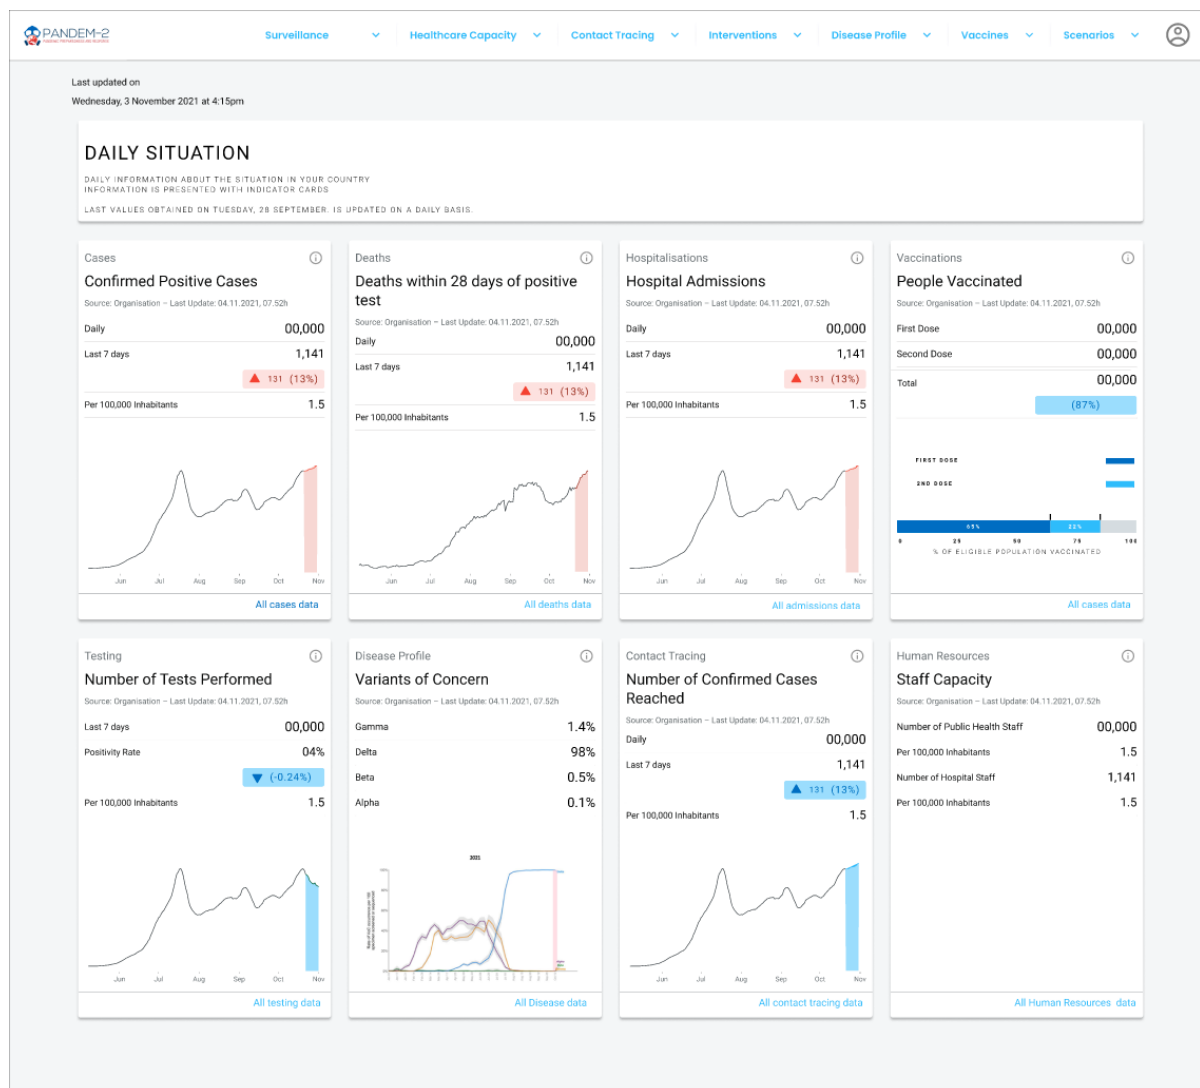 PANDEM-2
Surveillance
Healthcare Capacity
Contact Tracing
Interventions
Disease Profile
Vaccines
Scenarios
Last updated on
Wednesday, 3 November 2021 at 4:15pm
DAILY SITUATION
DAILY INFORMATION ABOUT THE SITUATION IN YOUR COUNTRY
INFORMATION IS PRESENTED WITH INDICATOR CARDS
LAST VALUES OBTAINED ON TUESDAY, 28 SEPTEMBER. IS UPDATED ON A DAILY BASIS.
Cases
Confirmed Positive Cases
Source: Organisation – Last Update: 04.11.2021, 07.52h
Daily 00,000
Last 7 days 1,141
131 (13%)
Per 100,000 Inhabitants 1.5
Jun Jul Aug Sep Oct Nov
All cases data
Deaths
Deaths within 28 days of positive
test
Source: Organisation – Last Update: 04.11.2021, 07.52h
Daily 00,000
Last 7 days 1,141
131 (13%)
Per 100,000 Inhabitants 1.5
Jun Jul Aug Sep Oct Nov
All deaths data
Hospitalisations
Hospital Admissions
Source: Organisation – Last Update: 04.11.2021, 07.52h
Daily 00,000
Last 7 days 1,141
131 (13%)
Per 100,000 Inhabitants 1.5
Jun Jul Aug Sep Oct Nov
All admissions data
Vaccinations
People Vaccinated
Source: Organisation – Last Update: 04.11.2021, 07.52h
First Dose 00,000
Second Dose 00,000
Total 00,000
(87%)
FIRST DOSE
2ND DOSE
65% 22%
0 25 50 75 100
% OF ELIGIBLE POPULATION VACCINATED
All cases data
Testing
Number of Tests Performed
Source: Organisation – Last Update: 04.11.2021, 07.52h
Last 7 days 00,000
Positivity Rate 04%
(-0.24%)
Per 100,000 Inhabitants 1.5
Jun Jul Aug Sep Oct Nov
All testing data
Disease Profile
Variants of Concern
Source: Organisation – Last Update: 04.11.2021, 07.52h
Gamma 1.4%
Delta 98%
Beta 0.5%
Alpha 0.1%
2021
All Disease data
Contact Tracing
Number of Confirmed Cases
Reached
Source: Organisation – Last Update: 04.11.2021, 07.52h
Daily 00,000
Last 7 days 1,141
131 (13%)
Per 100,000 Inhabitants 1.5
Jun Jul Aug Sep Oct Nov
All contact tracing data
Human Resources
Staff Capacity
Source: Organisation – Last Update: 04.11.2021, 07.52h
Number of Public Health Staff 00,000
Per 100,000 Inhabitants 1.5
Number of Hospital Staff 1,141
Per 100,000 Inhabitants 1.5
All Human Resources data